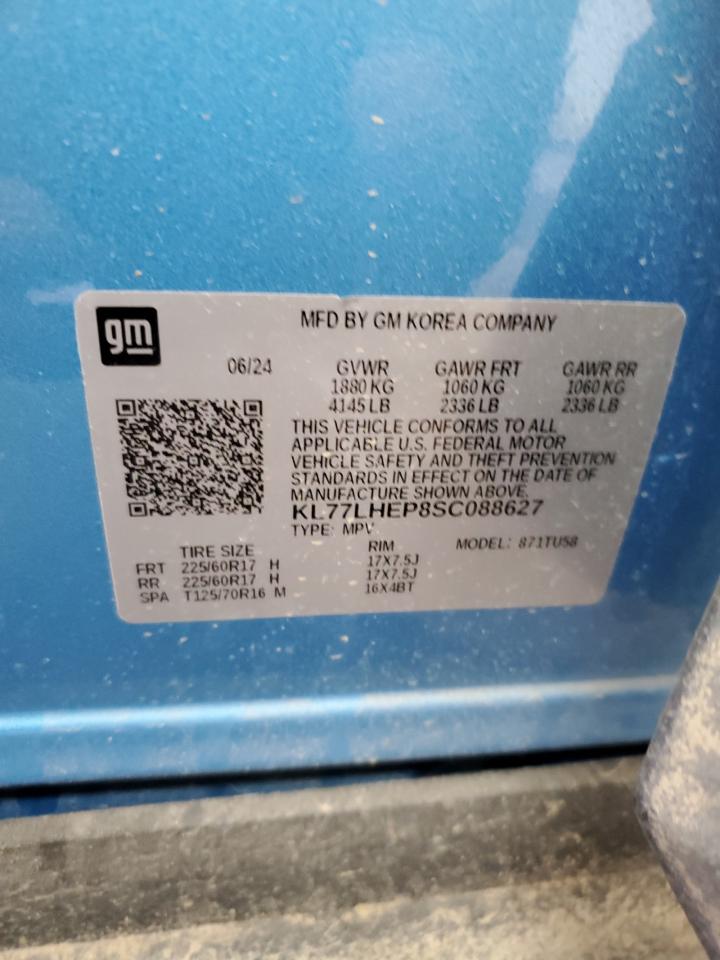 gm
MFD BY GM KOREA COMPANY
06/24 GVWR GAWR FRT GAWR RR
1880 KG 1060 KG 1060 KG
4145 LB 2336 LB 2336 LB
THIS VEHICLE CONFORMS TO ALL
APPLICABLE U.S. FEDERAL MOTOR
VEHICLE SAFETY AND THEFT PREVENTION
STANDARDS IN EFFECT ON THE DATE OF
MANUFACTURE SHOWN ABOVE.
KL77LHEP8SC088627
TYPE: MPV
TIRE SIZE RIM MODEL: 871TU58
FRT 225/60R17 H 17X7.5J
RR 225/60R17 H 17X7.5J
SPA T125/70R16 M 16X4BT